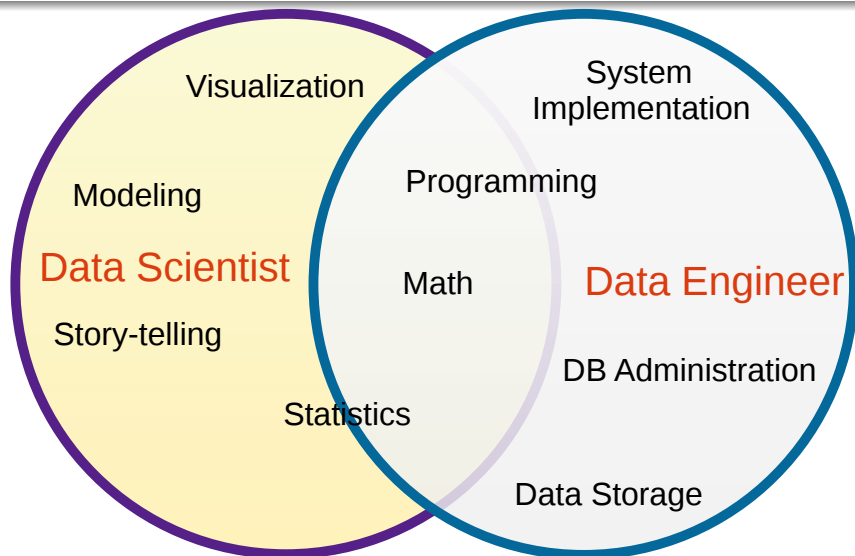 Visualization
System
Implementation
Modeling
Programming
Data Scientist
Math
Data Engineer
Story-telling
DB Administration
Statistics
Data Storage